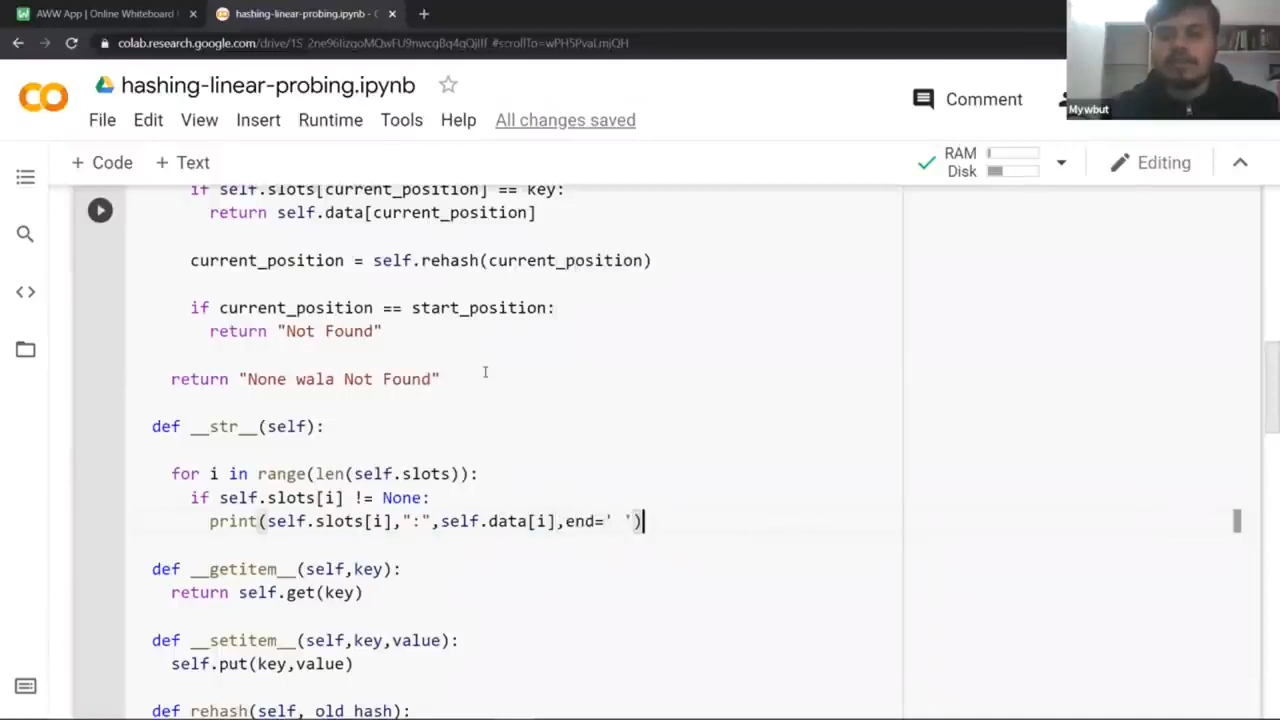 AWW App | Online Whiteboard
hashing-linear-probing.ipynb - C
hashing-linear-probing.ipynb
Comment
Mywbut
File Edit View Insert Runtime Tools Help All changes saved
+ Code + Text
RAM
Disk
Editing
if self.slots[current_position] == key:
return self.data[current_position]
current_position = self.rehash(current_position)
if current_position == start_position:
return "Not Found"
return "None wala Not Found"
def __str__(self):
for i in range(len(self.slots)):
if self.slots[i] != None:
print(self.slots[i],":",self.data[i],end=' ')
def __getitem__(self,key):
return self.get(key)
def __setitem__(self,key,value):
self.put(key,value)
def rehash(self, old_hash):